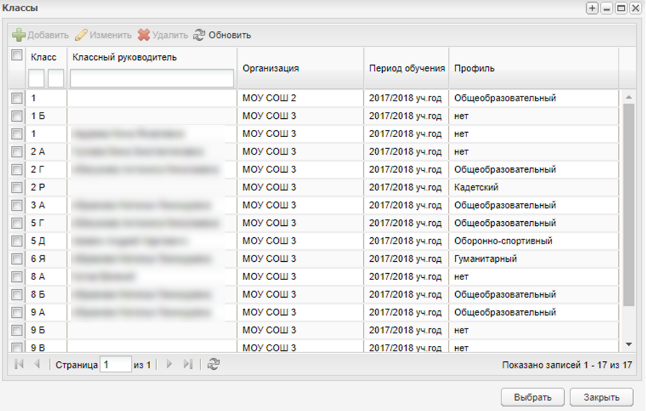 Классы
Добавить Изменить Удалить Обновить
Класс Классный руководитель Организация Период обучения Профиль
1 МОУ СОШ 2 2017/2018 уч.год Общеобразовательный
1 Б МОУ СОШ 3 2017/2018 уч.год нет
1 МОУ СОШ 3 2017/2018 уч.год нет
2 А МОУ СОШ 3 2017/2018 уч.год нет
2 Г МОУ СОШ 3 2017/2018 уч.год Общеобразовательный
2 Р МОУ СОШ 3 2017/2018 уч.год Кадетский
3 А МОУ СОШ 3 2017/2018 уч.год Общеобразовательный
5 Г МОУ СОШ 3 2017/2018 уч.год Общеобразовательный
5 Д МОУ СОШ 3 2017/2018 уч.год Оборонно-спортивный
6 Я МОУ СОШ 3 2017/2018 уч.год Гуманитарный
8 А МОУ СОШ 3 2017/2018 уч.год нет
8 Б МОУ СОШ 3 2017/2018 уч.год Общеобразовательный
9 А МОУ СОШ 3 2017/2018 уч.год Общеобразовательный
9 Б МОУ СОШ 3 2017/2018 уч.год нет
9 В МОУ СОШ 3 2017/2018 уч.год нет
Страница 1 из 1 Показано записей 1 - 17 из 17
Выбрать Закрыть